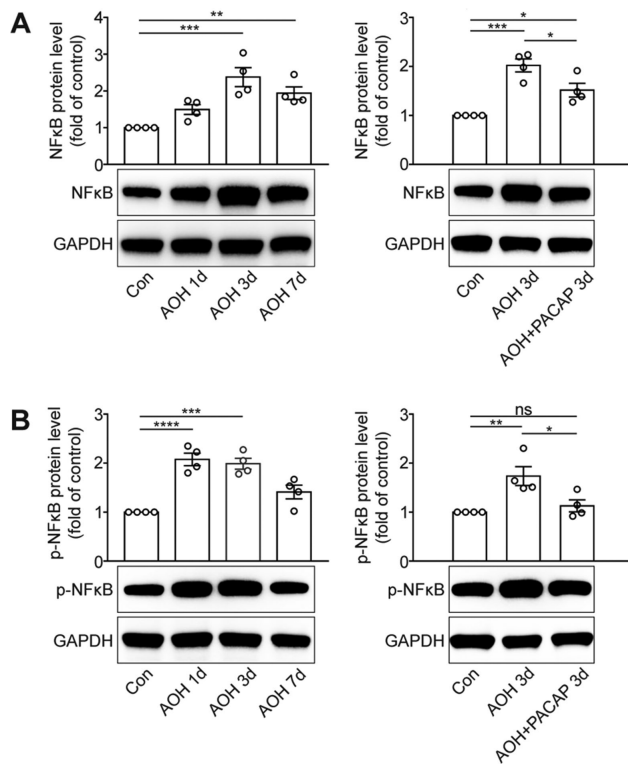 A
NFκB protein level
(fold of control)
4
3
2
1
0
**
***
NFκB
GAPDH
Con
AOH 1d
AOH 3d
AOH 7d
NFκB protein level
(fold of control)
3
2
1
0
*
***
*
NFκB
GAPDH
Con
AOH 3d
AOH+PACAP 3d
B
p-NFκB protein level
(fold of control)
3
2
1
0
***
****
p-NFκB
GAPDH
Con
AOH 1d
AOH 3d
AOH 7d
p-NFκB protein level
(fold of control)
3
2
1
0
ns
**
*
p-NFκB
GAPDH
Con
AOH 3d
AOH+PACAP 3d